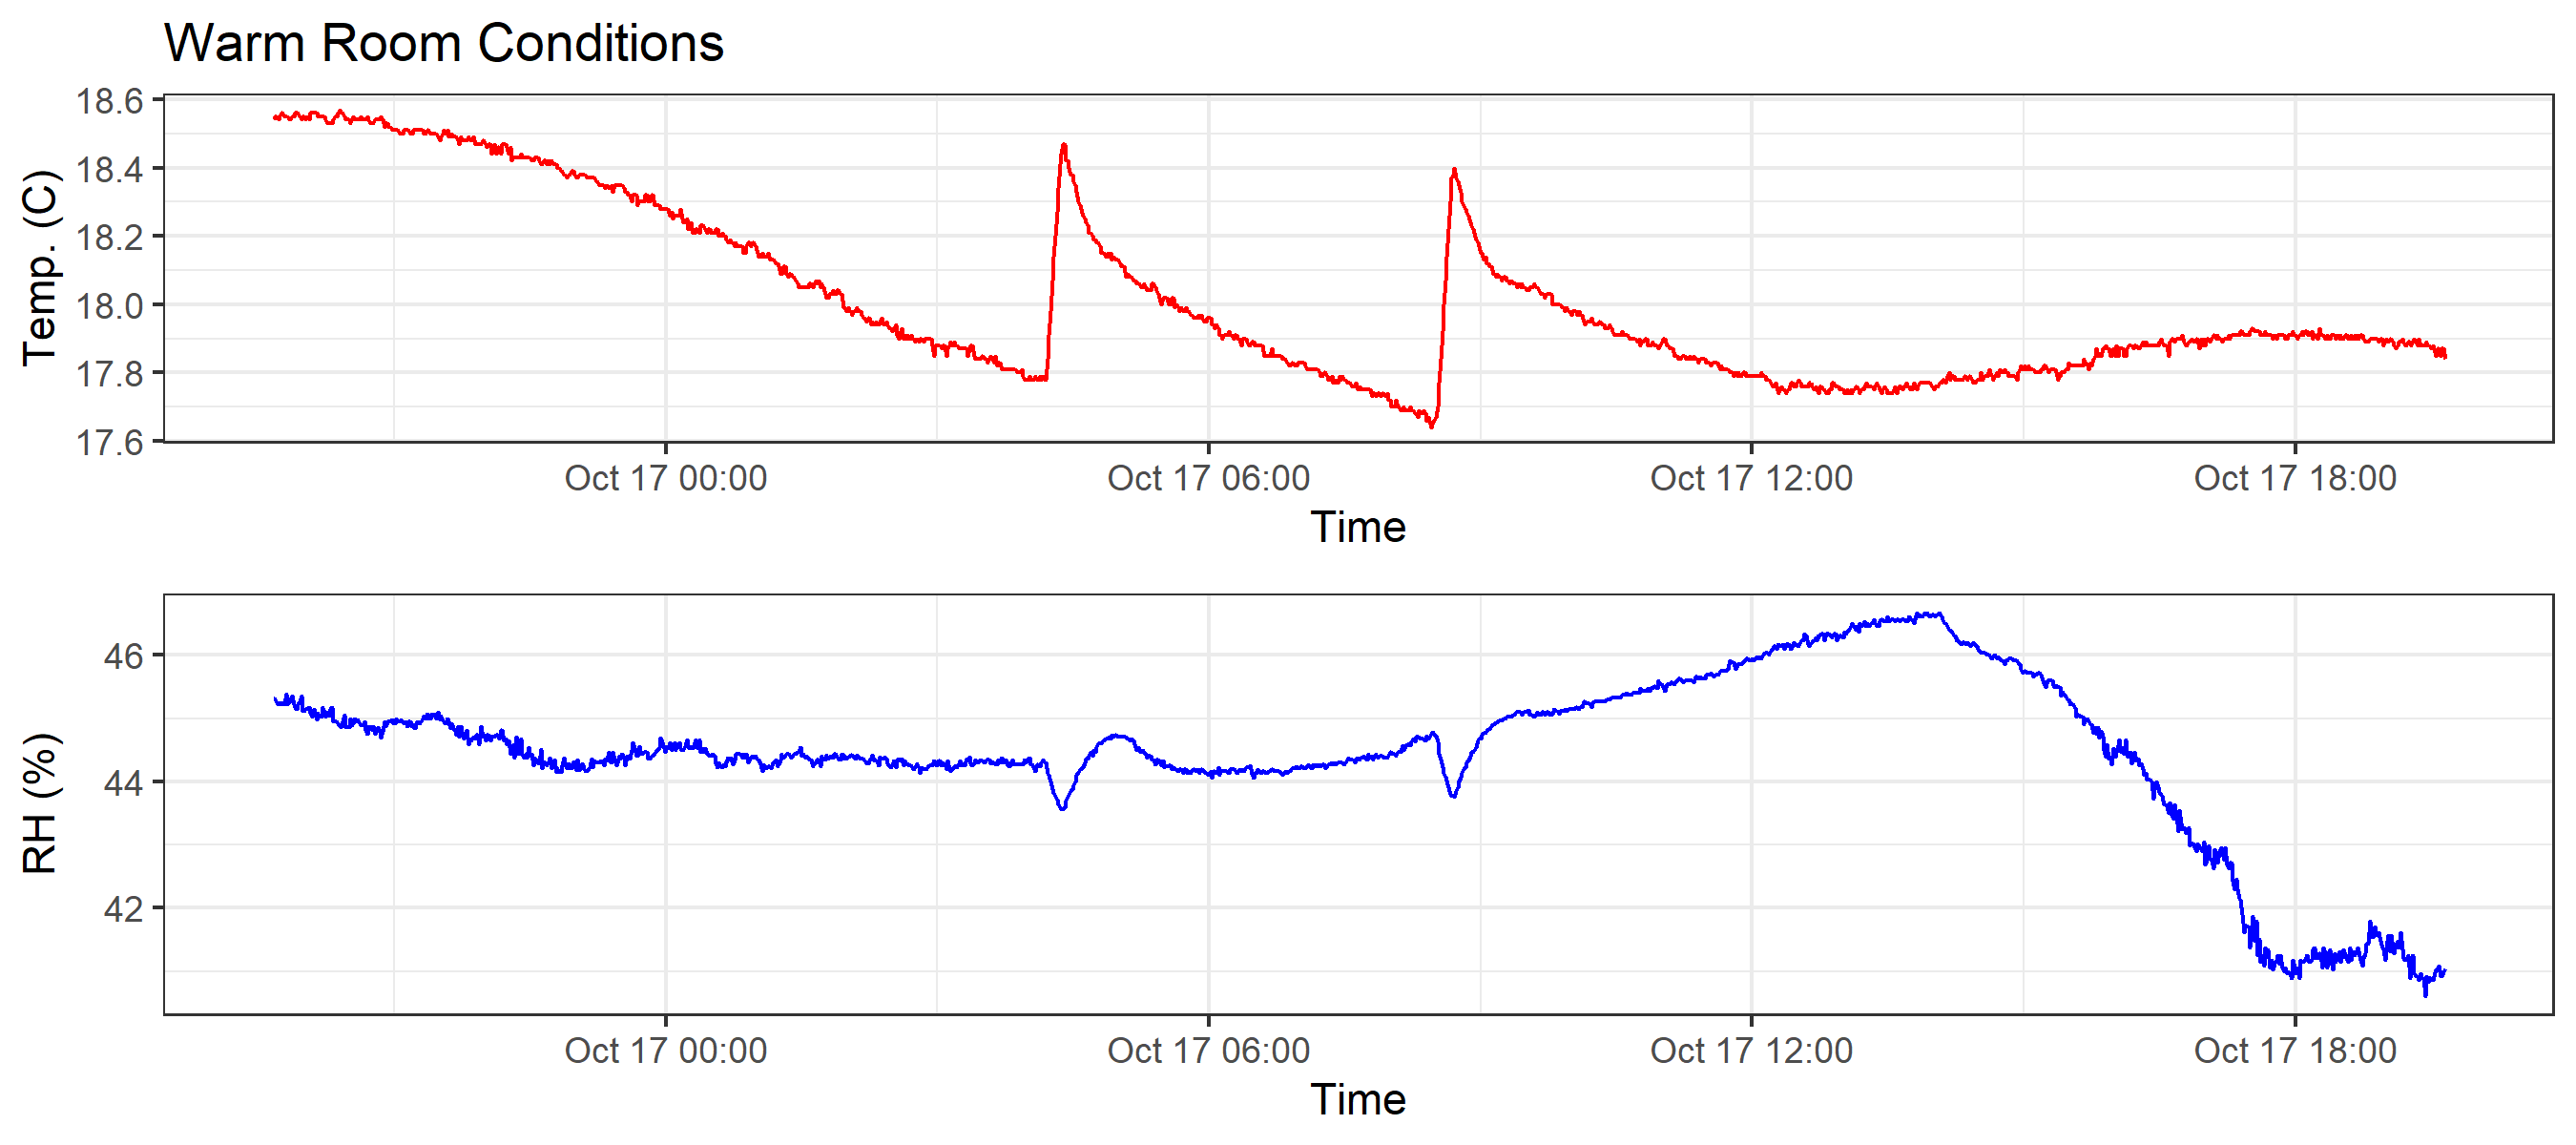 Warm Room Conditions
18.6
18.4
18.2
18.0
17.8
17.6
Temp. (C)
Oct 17 00:00 Oct 17 06:00 Oct 17 12:00 Oct 17 18:00
Time
46
44
42
RH (%)
Oct 17 00:00 Oct 17 06:00 Oct 17 12:00 Oct 17 18:00
Time